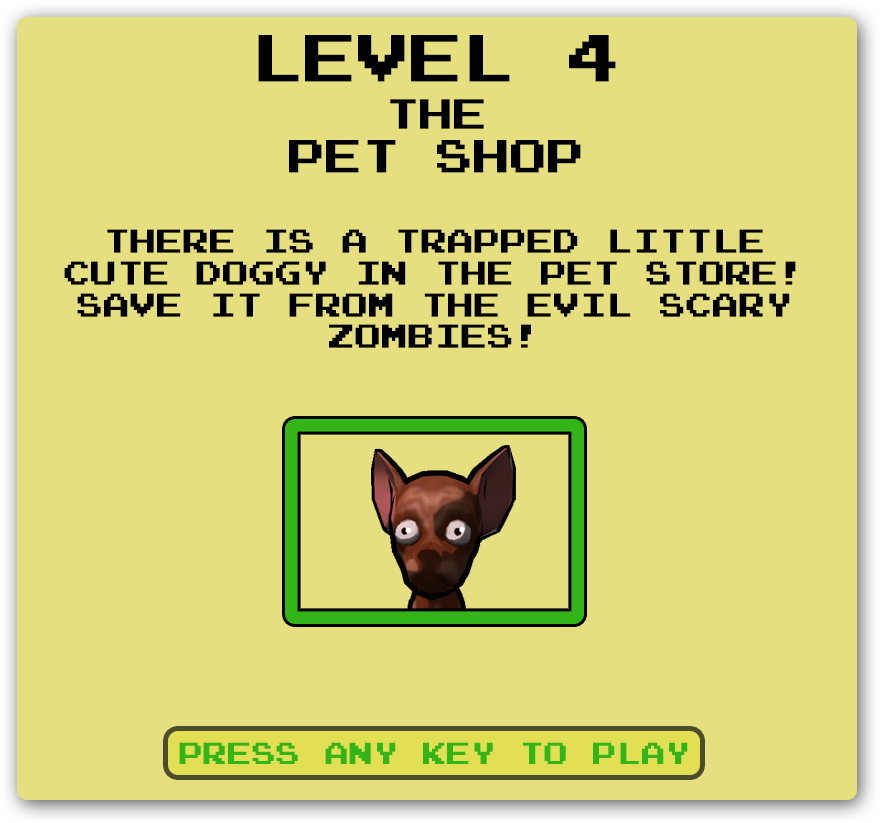 LEVEL 4
THE
PET SHOP
THERE IS A TRAPPED LITTLE
CUTE DOGGY IN THE PET STORE!
SAVE IT FROM THE EVIL SCARY
ZOMBIES!
PRESS ANY KEY TO PLAY